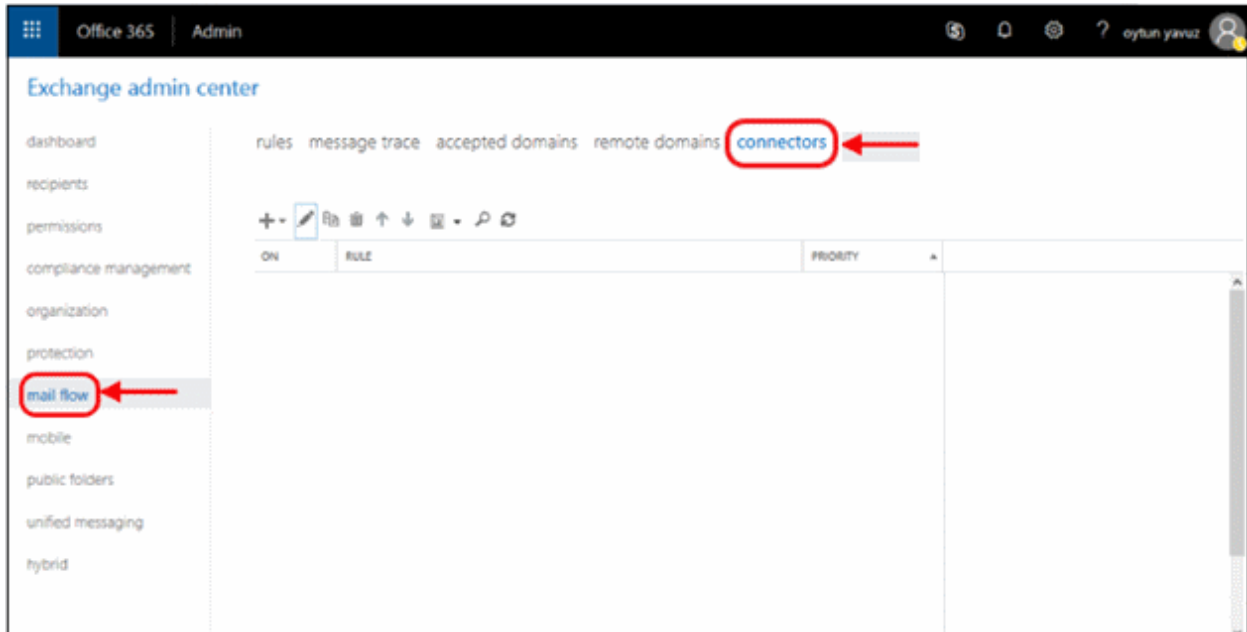 Office 365 Admin ? oytun yavuz
Exchange admin center
dashboard
recipients
permissions
compliance management
organization
protection
mail flow
mobile
public folders
unified messaging
hybrid
rules message trace accepted domains remote domains connectors
ON RULE PRIORITY